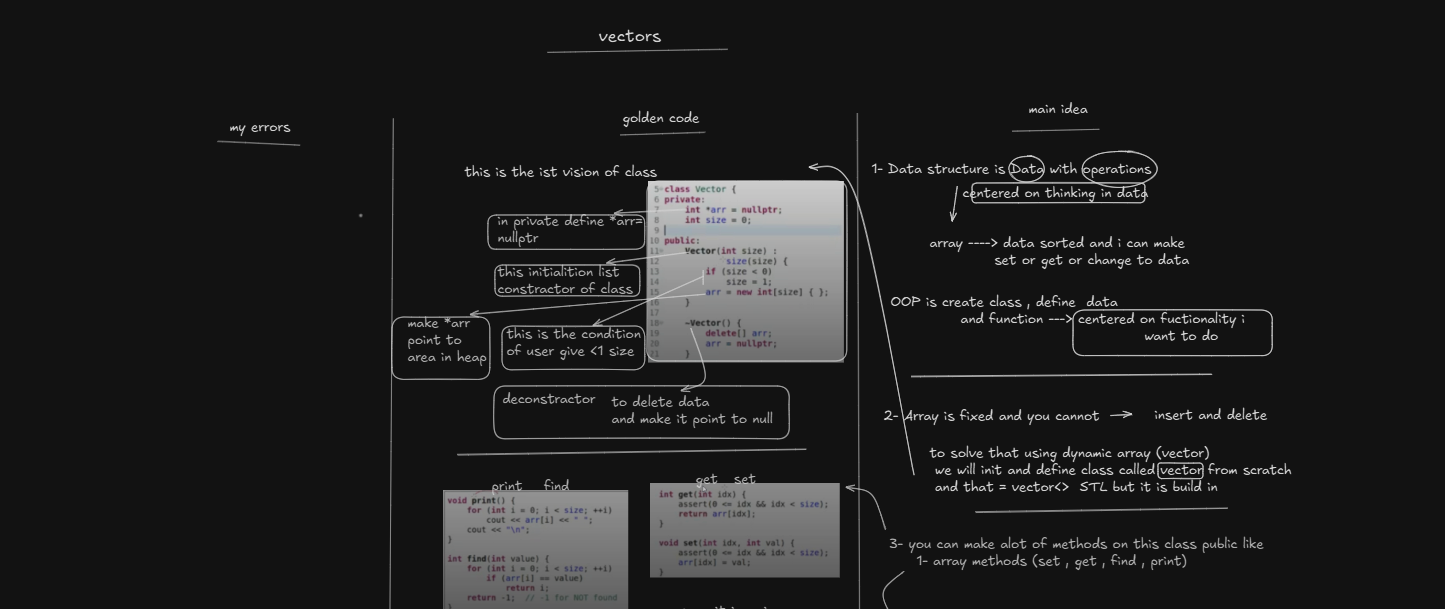 vectors
my errors
golden code
this is the ist vision of class
in private define *arr=
nullptr
this initialition list
constractor of class
make *arr
point to
area in heap
this is the condition
of user give <1 size
5 class Vector {
6 private:
7 int *arr = nullptr;
8 int size = 0;
9
10 public:
11 Vector(int size) :
12 size(size) {
13 if (size < 0)
14 size = 1;
15 arr = new int[size] { };
16 }
17
18 ~Vector() {
19 delete[] arr;
20 arr = nullptr;
21 }
deconstractor
to delete data
and make it point to null
print find
void print() {
for (int i = 0; i < size; ++i)
cout << arr[i] << " ";
cout << "\n";
}
int find(int value) {
for (int i = 0; i < size; ++i)
if (arr[i] == value)
return i;
return -1; // -1 for NOT found
}
get set
int get(int idx) {
assert(0 <= idx && idx < size);
return arr[idx];
}
void set(int idx, int val) {
assert(0 <= idx && idx < size);
arr[idx] = val;
}
main idea
1- Data structure is Data with operations
centered on thinking in data
array ----> data sorted and i can make
set or get or change to data
OOP is create class , define data
and function ---> centered on fuctionality i
want to do
2- Array is fixed and you cannot → insert and delete
to solve that using dynamic array (vector)
we will init and define class called vector from scratch
and that = vector<> STL but it is build in
3- you can make alot of methods on this class public like
1- array methods (set , get , find , print)